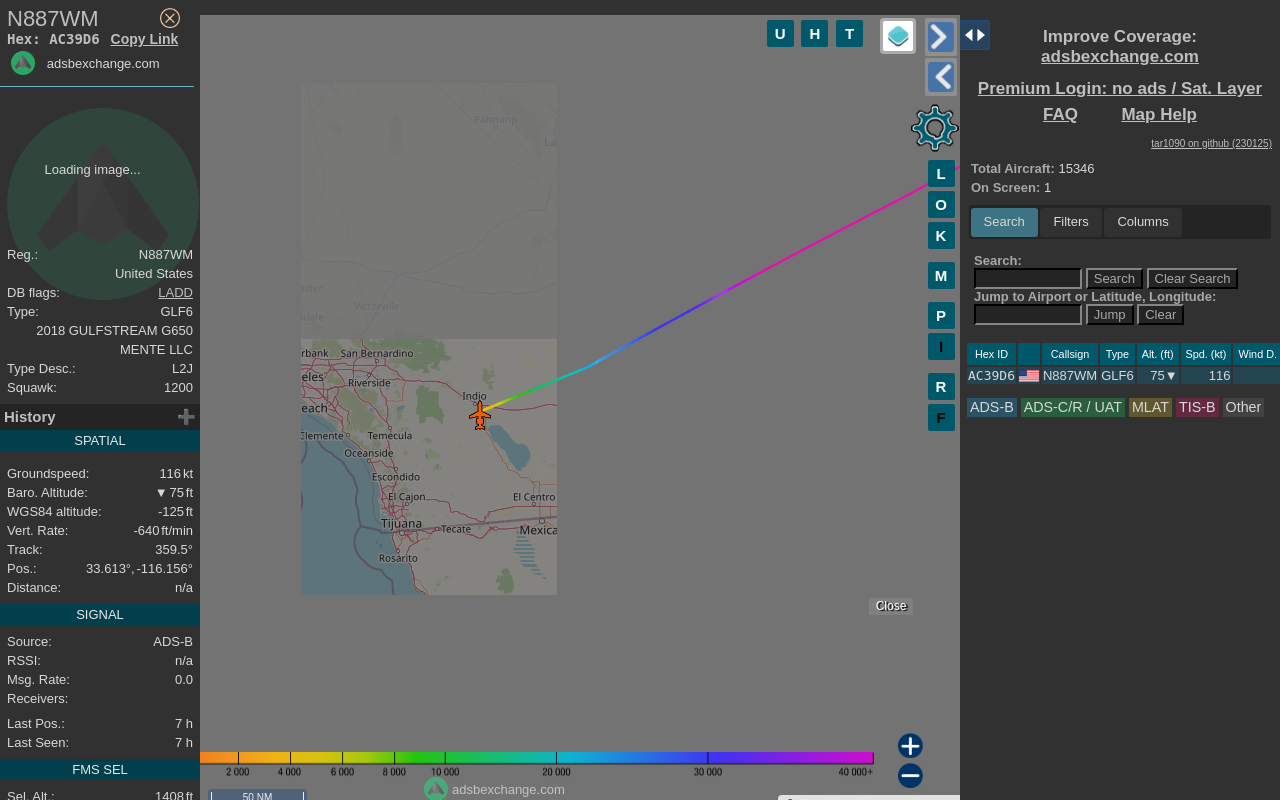 N887WM
Hex: AC39D6 Copy Link
adsbexchange.com
Loading image...
Reg.: N887WM
United States
DB flags: LADD
Type: GLF6
2018 GULFSTREAM G650
MENTE LLC
Type Desc.: L2J
Squawk: 1200
History
SPATIAL
Groundspeed: 116 kt
Baro. Altitude: ▼ 75 ft
WGS84 altitude: -125 ft
Vert. Rate: -640 ft/min
Track: 359.5°
Pos.: 33.613°, -116.156°
Distance: n/a
SIGNAL
Source: ADS-B
RSSI: n/a
Msg. Rate: 0.0
Receivers:
Last Pos.: 7 h
Last Seen: 7 h
FMS SEL
Sel. Alt.: 1408 ft
U H T
L
O
K
M
P
I
R
F
Pahrump
La
aster
Victorville
dale
rbank San Bernardino
eles
Riverside
each
Indio
Clemente Temecula
Oceanside
Escondido
El Cajon El Centro
Tijuana Tecate Mexica
Rosarito
Close
2 000 4 000 6 000 8 000 10 000 20 000 30 000 40 000+
adsbexchange.com
50 NM
Improve Coverage:
adsbexchange.com
Premium Login: no ads / Sat. Layer
FAQ Map Help
tar1090 on github (230125)
Total Aircraft: 15346
On Screen: 1
Search Filters Columns
Search:
Search Clear Search
Jump to Airport or Latitude, Longitude:
Jump Clear
Hex ID Callsign Type Alt. (ft) Spd. (kt) Wind D.
AC39D6 N887WM GLF6 75▼ 116
ADS-B ADS-C/R / UAT MLAT TIS-B Other